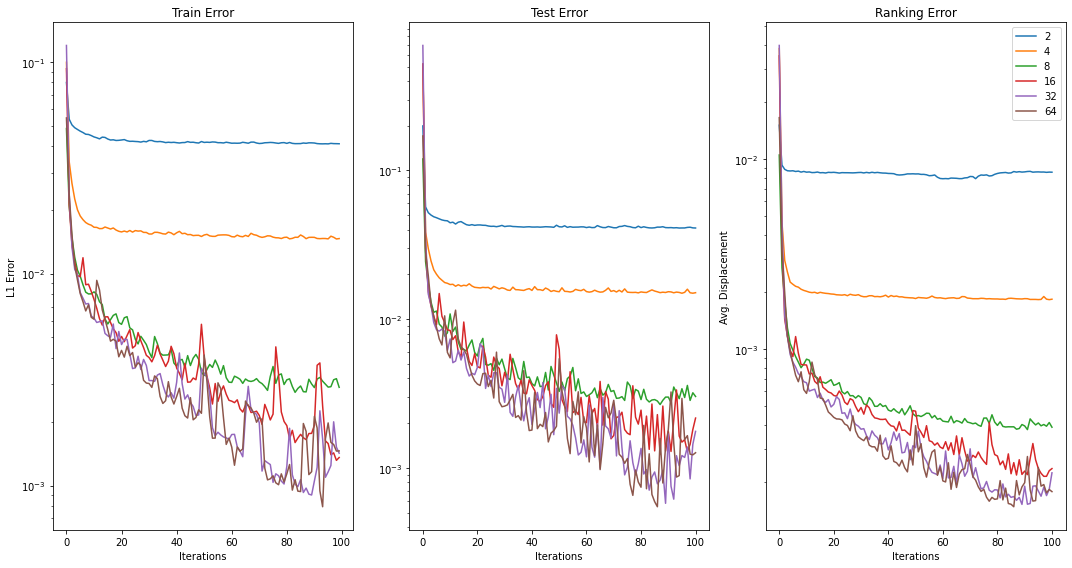 Train Error
Test Error
Ranking Error
L1 Error
10⁻¹
10⁻²
10⁻³
0 20 40 60 80 100
Iterations
10⁻¹
10⁻²
10⁻³
0 20 40 60 80 100
Iterations
Avg. Displacement
10⁻²
10⁻³
0 20 40 60 80 100
Iterations
2
4
8
16
32
64